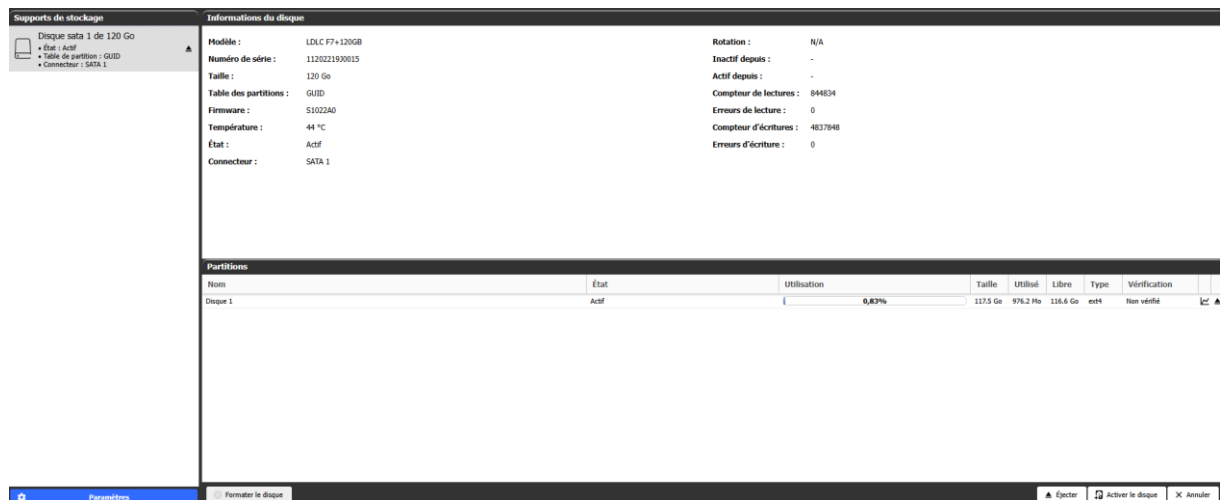 Supports de stockage
Disque sata 1 de 120 Go
• État : Actif
• Table de partition : GUID
• Connecteur : SATA 1
Paramètres
Informations du disque
Modèle : LDLC F7+120GB
Numéro de série : 1120221930015
Taille : 120 Go
Table des partitions : GUID
Firmware : S1022A0
Température : 44 °C
État : Actif
Connecteur : SATA 1
Rotation : N/A
Inactif depuis : -
Actif depuis : -
Compteur de lectures : 844834
Erreurs de lecture : 0
Compteur d'écritures : 4837848
Erreurs d'écriture : 0
Partitions
Nom État Utilisation Taille Utilisé Libre Type Vérification
Disque 1 Actif 0,83% 117.5 Go 976.2 Mo 116.6 Go ext4 Non vérifié
Formater le disque Éjecter Activer le disque Annuler